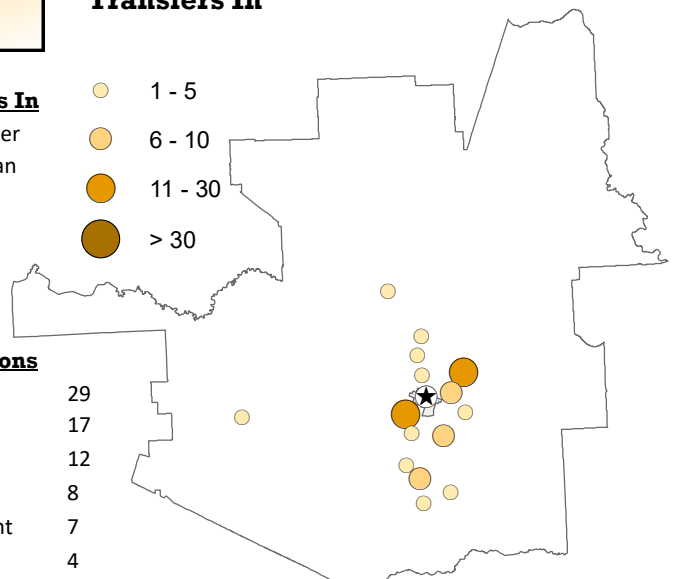 Transfers In
s In
er
an
1 - 5
6 - 10
11 - 30
> 30
ons
29
17
12
8
nt 7
4